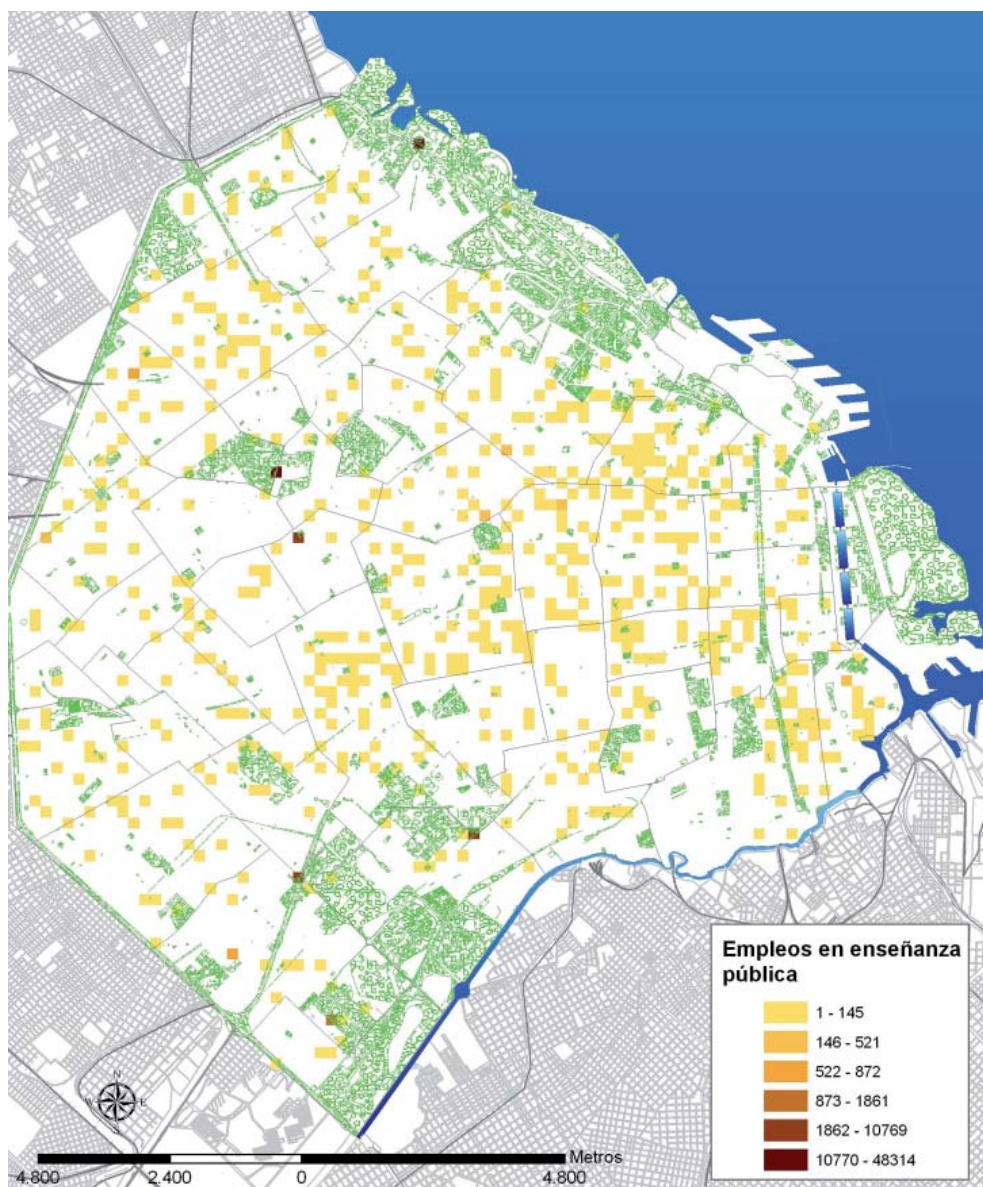 Empleos en enseñanza
pública
1 - 145
146 - 521
522 - 872
873 - 1861
1862 - 10769
10770 - 48314
N
W E
S
Metros
4.800 2.400 0 4.800